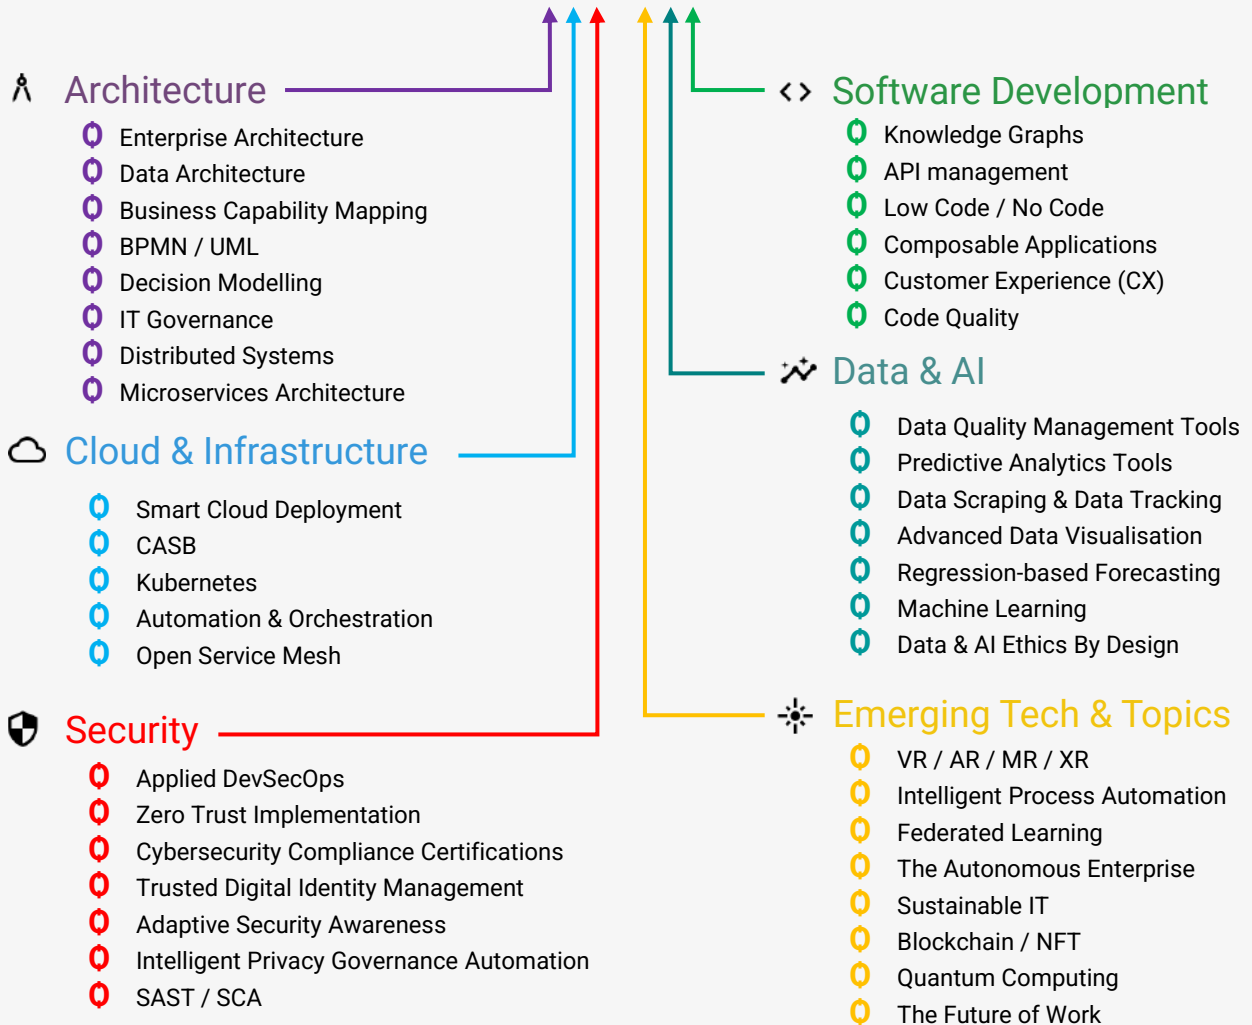 Architecture
Enterprise Architecture
Data Architecture
Business Capability Mapping
BPMN / UML
Decision Modelling
IT Governance
Distributed Systems
Microservices Architecture
Cloud & Infrastructure
Smart Cloud Deployment
CASB
Kubernetes
Automation & Orchestration
Open Service Mesh
Security
Applied DevSecOps
Zero Trust Implementation
Cybersecurity Compliance Certifications
Trusted Digital Identity Management
Adaptive Security Awareness
Intelligent Privacy Governance Automation
SAST / SCA
Software Development
Knowledge Graphs
API management
Low Code / No Code
Composable Applications
Customer Experience (CX)
Code Quality
Data & AI
Data Quality Management Tools
Predictive Analytics Tools
Data Scraping & Data Tracking
Advanced Data Visualisation
Regression-based Forecasting
Machine Learning
Data & AI Ethics By Design
Emerging Tech & Topics
VR / AR / MR / XR
Intelligent Process Automation
Federated Learning
The Autonomous Enterprise
Sustainable IT
Blockchain / NFT
Quantum Computing
The Future of Work